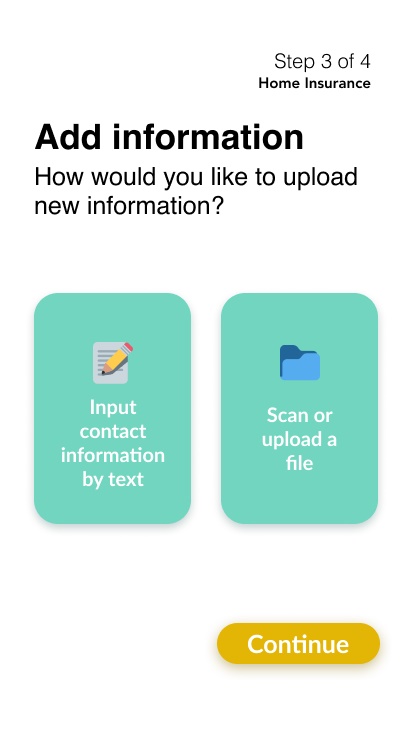 Step 3 of 4
Home Insurance
Add information
How would you like to upload
new information?
Input
contact
information
by text
Scan or
upload a
file
Continue